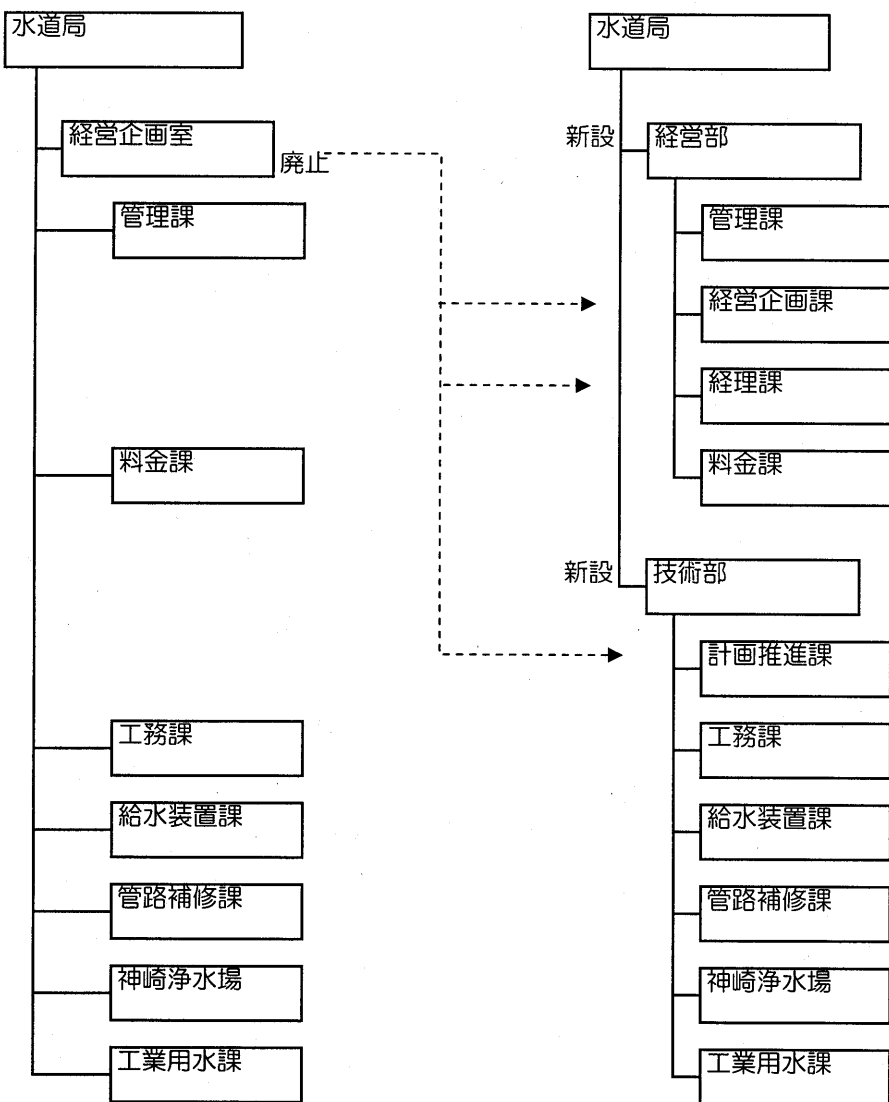 水道局
経営企画室
廃止
管理課
料金課
工務課
給水装置課
管路補修課
神崎浄水場
工業用水課
水道局
新設
経営部
管理課
経営企画課
経理課
料金課
新設
技術部
計画推進課
工務課
給水装置課
管路補修課
神崎浄水場
工業用水課